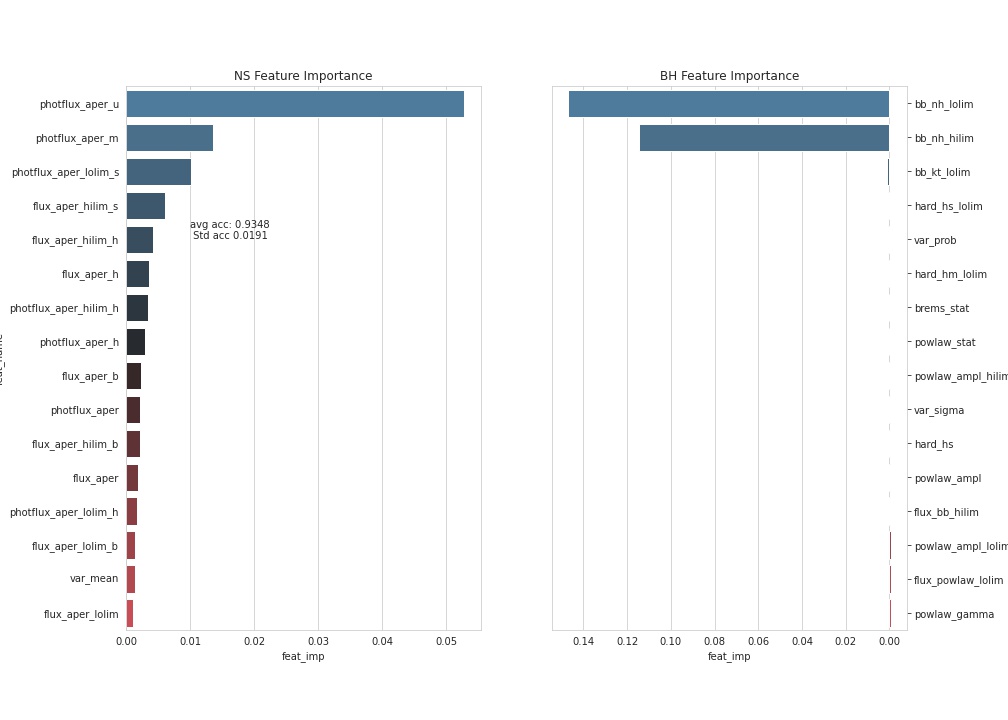 NS Feature Importance
photflux_aper_u
photflux_aper_m
photflux_aper_lolim_s
flux_aper_hilim_s
flux_aper_hilim_h
flux_aper_h
photflux_aper_hilim_h
photflux_aper_h
flux_aper_b
photflux_aper
flux_aper_hilim_b
flux_aper
photflux_aper_lolim_h
flux_aper_lolim_b
var_mean
flux_aper_lolim
avg acc: 0.9348
Std acc 0.0191
0.00 0.01 0.02 0.03 0.04 0.05
feat_imp
BH Feature Importance
bb_nh_lolim
bb_nh_hilim
bb_kt_lolim
hard_hs_lolim
var_prob
hard_hm_lolim
brems_stat
powlaw_stat
powlaw_ampl_hilim
var_sigma
hard_hs
powlaw_ampl
flux_bb_hilim
powlaw_ampl_lolim
flux_powlaw_lolim
powlaw_gamma
0.14 0.12 0.10 0.08 0.06 0.04 0.02 0.00
feat_imp